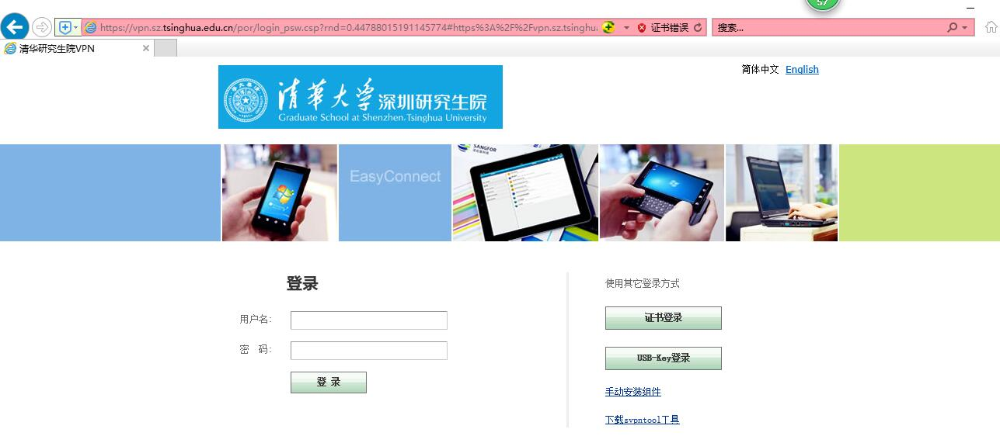 57
https://vpn.sz.tsinghua.edu.cn/por/login_psw.csp?rnd=0.44788015191145774#https%3A%2F%2Fvpn.sz.tsinghu
证书错误
搜索...
清华研究生院VPN
简体中文 English
清华大学深圳研究生院
Graduate School at Shenzhen,Tsinghua University
EasyConnect
SANGFOR
登录
用户名:
密 码:
登 录
使用其它登录方式
证书登录
USB-Key登录
手动安装组件
下载svpntool工具